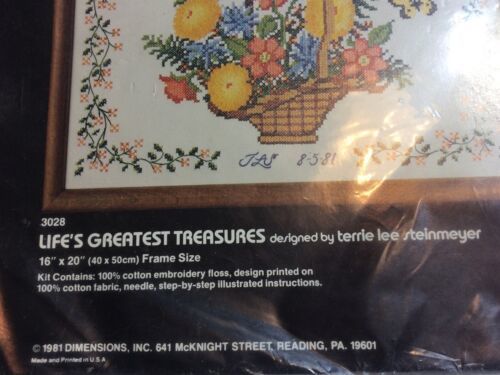 TLS 8-5-81
3028
LIFE'S GREATEST TREASURES designed by terrie lee steinmeyer
16" x 20" (40 x 50cm) Frame Size
Kit Contains: 100% cotton embroidery floss, design printed on
100% cotton fabric, needle, step-by-step illustrated instructions.
© 1981 DIMENSIONS, INC. 641 McKNIGHT STREET, READING, PA. 19601
Made and Printed in U.S.A